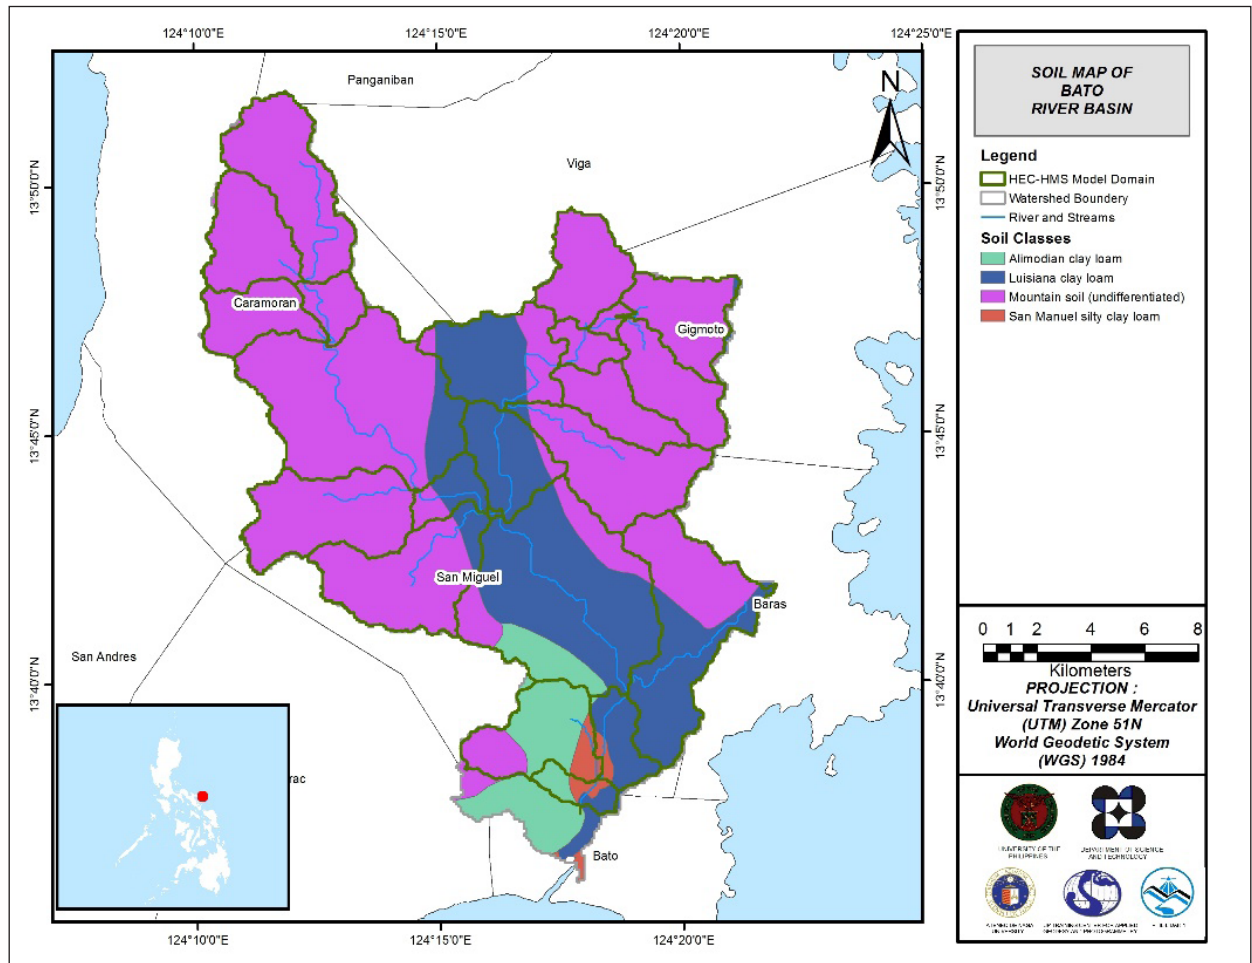 124°10'0"E
124°15'0"E
124°20'0"E
124°25'0"E
Panganiban
Viga
N
13°50'0"N
13°50'0"N
Caramoran
Gigmoto
13°45'0"N
13°45'0"N
San Miguel
Baras
San Andres
13°40'0"N
13°40'0"N
rac
Bato
124°10'0"E
124°15'0"E
124°20'0"E
SOIL MAP OF
BATO
RIVER BASIN
Legend
HEC-HMS Model Domain
Watershed Boundary
River and Streams
Soil Classes
Alimodian clay loam
Luisiana clay loam
Mountain soil (undifferentiated)
San Manuel silty clay loam
0 1 2 4 6 8
Kilometers
PROJECTION :
Universal Transverse Mercator
(UTM) Zone 51N
World Geodetic System
(WGS) 1984
UNIVERSITY OF THE
PHILIPPINES
DEPARTMENT OF SCIENCE
AND TECHNOLOGY
UNIVERSITY